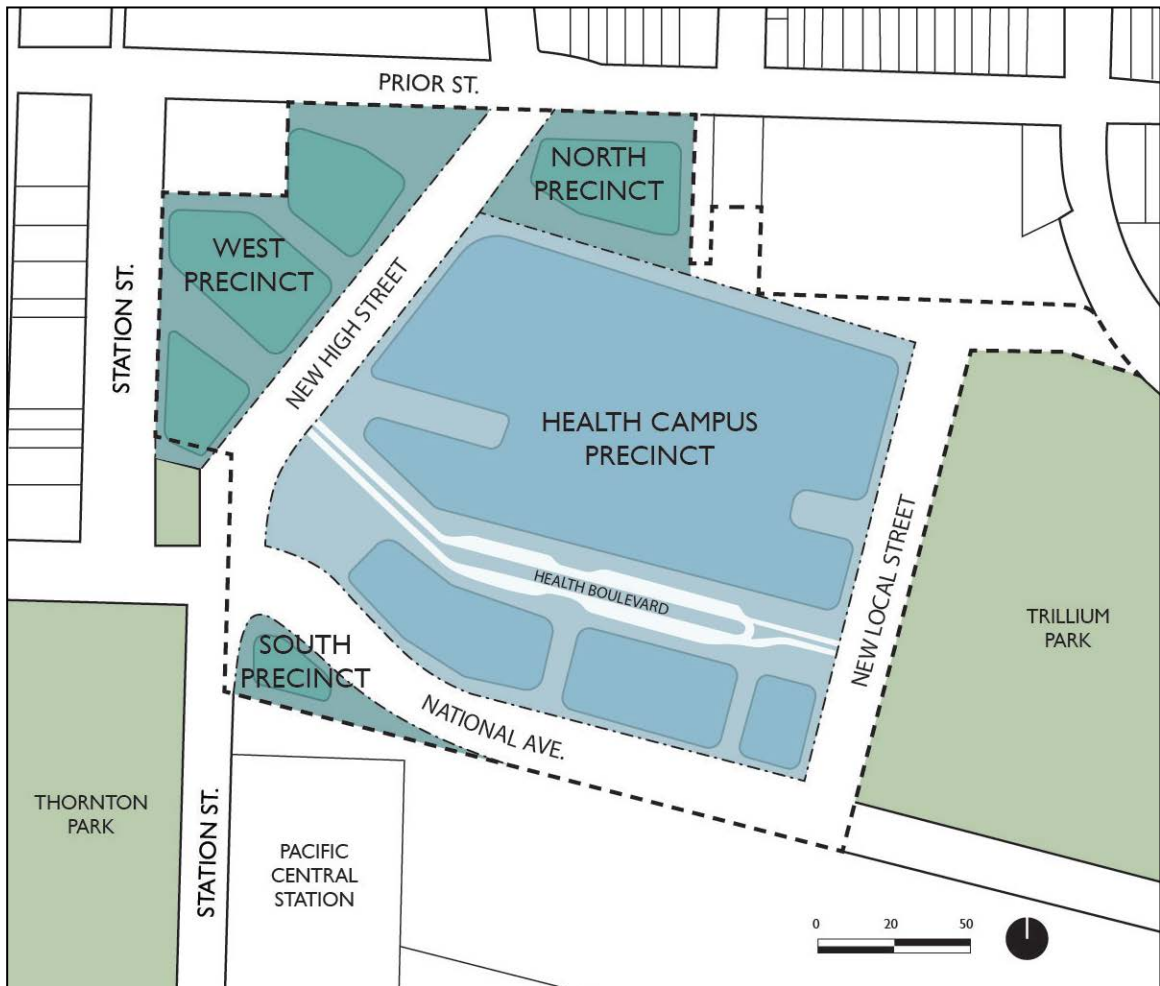 PRIOR ST.
NORTH
PRECINCT
WEST
PRECINCT
STATION ST.
NEW HIGH STREET
HEALTH CAMPUS
PRECINCT
HEALTH BOULEVARD
NEW LOCAL STREET
TRILLIUM
PARK
SOUTH
PRECINCT
NATIONAL AVE.
THORNTON
PARK
STATION ST.
PACIFIC
CENTRAL
STATION
0 20 50